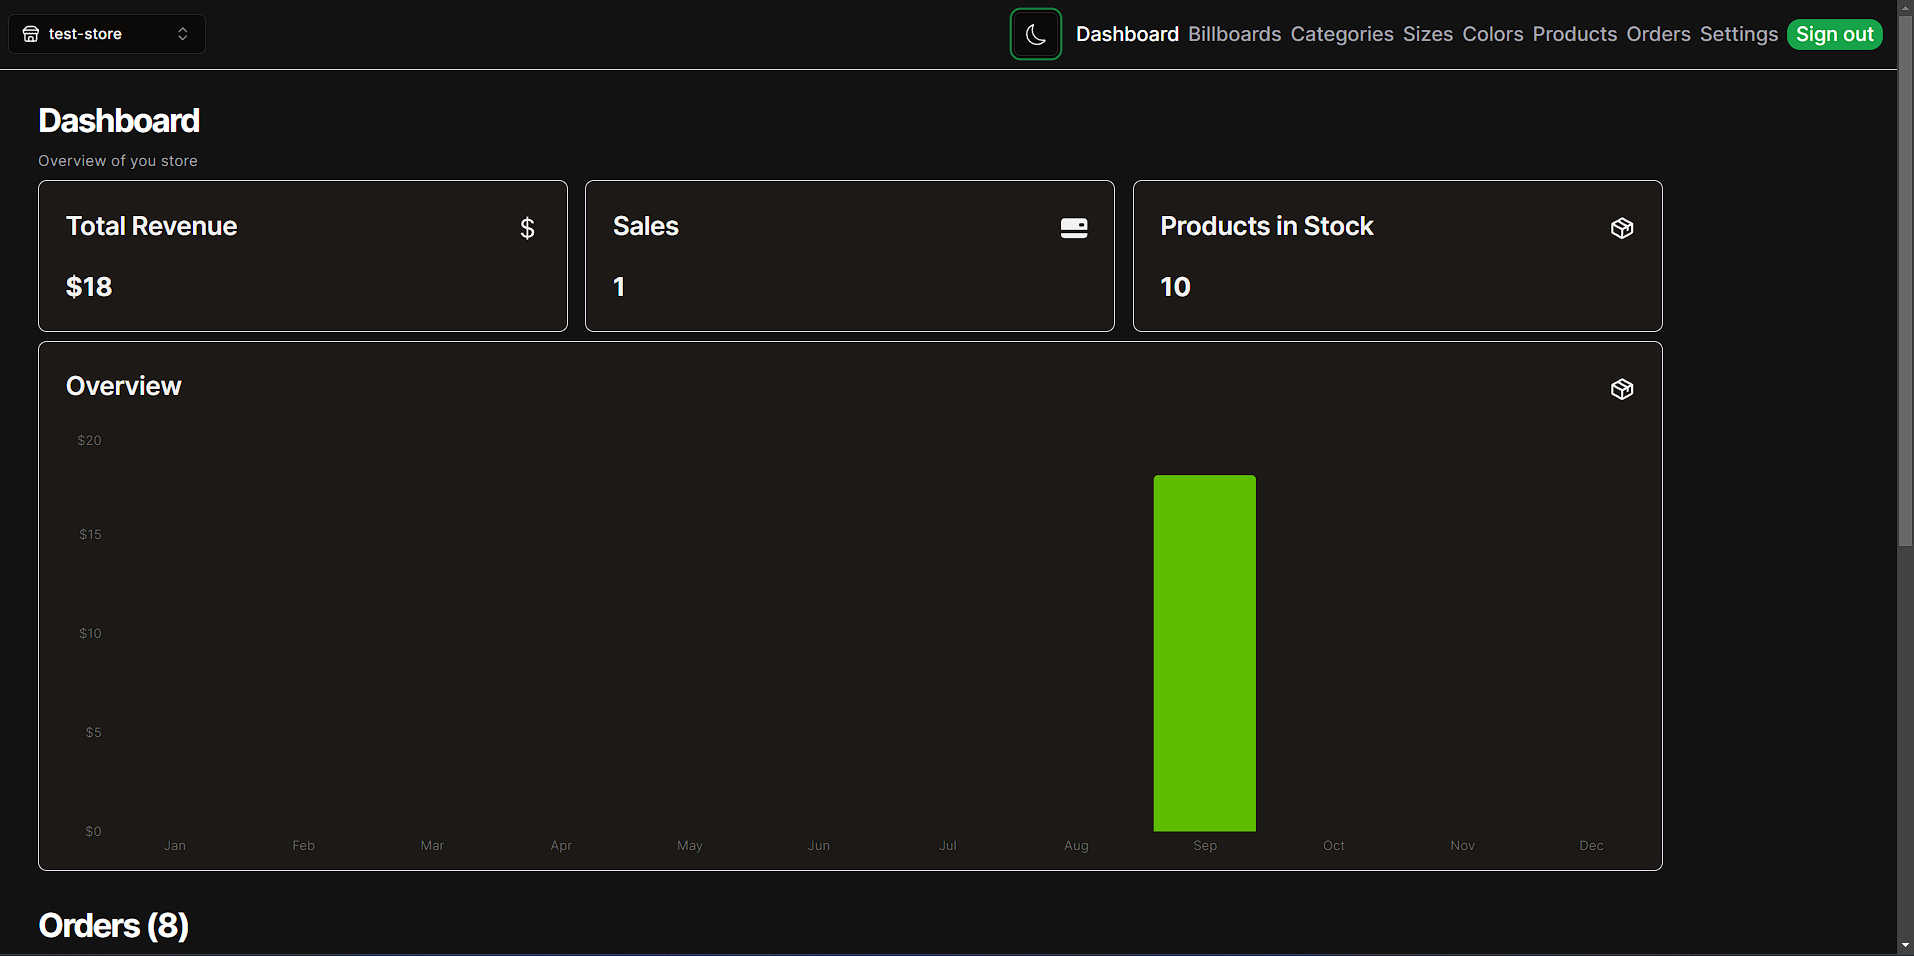 test-store
Dashboard Billboards Categories Sizes Colors Products Orders Settings Sign out
Dashboard
Overview of you store
Total Revenue $
$18
Sales
1
Products in Stock
10
Overview
$20
$15
$10
$5
$0
Jan Feb Mar Apr May Jun Jul Aug Sep Oct Nov Dec
Orders (8)